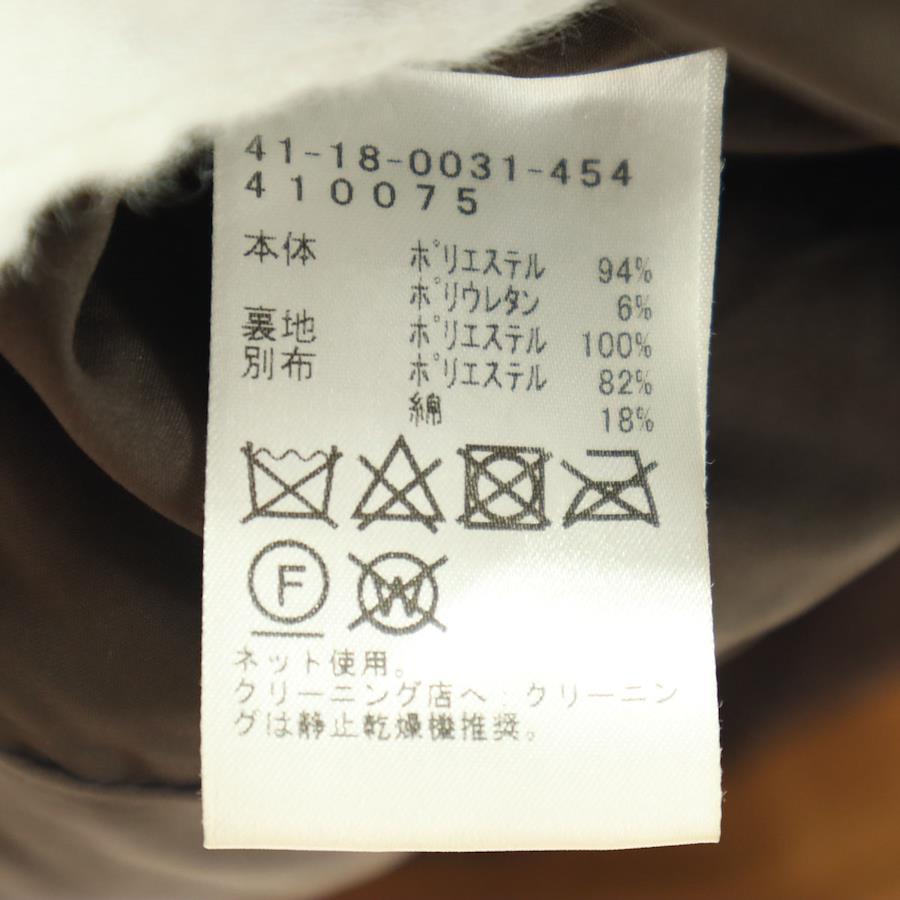 41-18-0031-454
410075
本体 ポリエステル 94%
ポリウレタン 6%
裏地 ポリエステル 100%
別布 ポリエステル 82%
綿 18%
F W
ネット使用。
クリーニング店へ:クリーニン
グは静止乾燥機推奨。